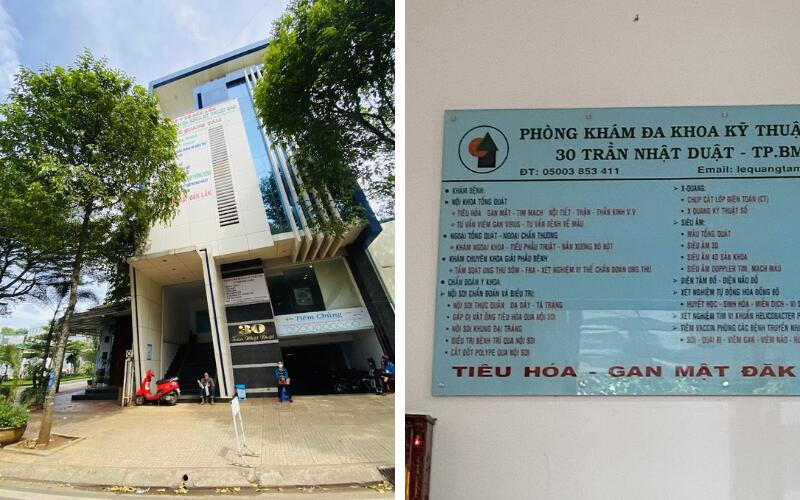 30
Trần Nhật Duật
Tiêm Chủng
PHÒNG KHÁM ĐA KHOA KỸ THUẬ
30 TRẦN NHẬT DUẬT - TP.BM
ĐT: 05003 853 411
Email: lequangtam
KHÁM BỆNH:
NỘI KHOA TỔNG QUÁT
+ TIÊU HÓA - GAN MẬT - TIM MẠCH - NỘI TIẾT - THẬN - THẦN KINH V.V
+ TƯ VẤN VIÊM GAN VIRUS - TƯ VẤN BỆNH VỀ MÁU
NGOẠI TỔNG QUÁT - NGOẠI CHẤN THƯƠNG
+ KHÁM NGOẠI KHOA - TIỂU PHẪU THUẬT - NẮN XƯƠNG BÓ BỘT
KHÁM CHUYÊN KHOA GIẢI PHẪU BỆNH
+ TẦM SOÁT UNG THƯ SỚM - FNA - XÉT NGHIỆM VI THỂ CHẨN ĐOÁN UNG THƯ
CHẨN ĐOÁN Y KHOA:
NỘI SOI CHẨN ĐOÁN VÀ ĐIỀU TRỊ:
NỘI SOI THỰC QUẢN - DẠ DÀY - TÁ TRÀNG
GẮP DỊ VẬT ỐNG TIÊU HÓA QUA NỘI SOI
NỘI SOI KHUNG ĐẠI TRÀNG
ĐIỀU TRỊ BỆNH TRĨ QUA NỘI SOI
CẮT ĐỐT POLYPE QUA NỘI SOI
X-QUANG:
CHỤP CẮT LỚP ĐIỆN TOÁN (CT)
X QUANG KỸ THUẬT SỐ
SIÊU ÂM:
MÀU TỔNG QUÁT
SIÊU ÂM 3D
SIÊU ÂM 4D SẢN KHOA
SIÊU ÂM DOPPLER TIM, MẠCH MÁU
ĐIỆN TÂM ĐỒ - ĐIỆN NÃO ĐỒ
XÉT NGHIỆM TỰ ĐỘNG HÓA ĐỒNG BỘ
HUYẾT HỌC - SINH HÓA - MIỄN DỊCH - VI S
XÉT NGHIỆM TÌM VI KHUẨN HELICOBACTER P
TIÊM VACCIN PHÒNG CÁC BỆNH TRUYỀN NH
SỞI - QUAI BỊ - VIÊM GAN - VIÊM NÃO - RU
TIÊU HÓA - GAN MẬT ĐĂK